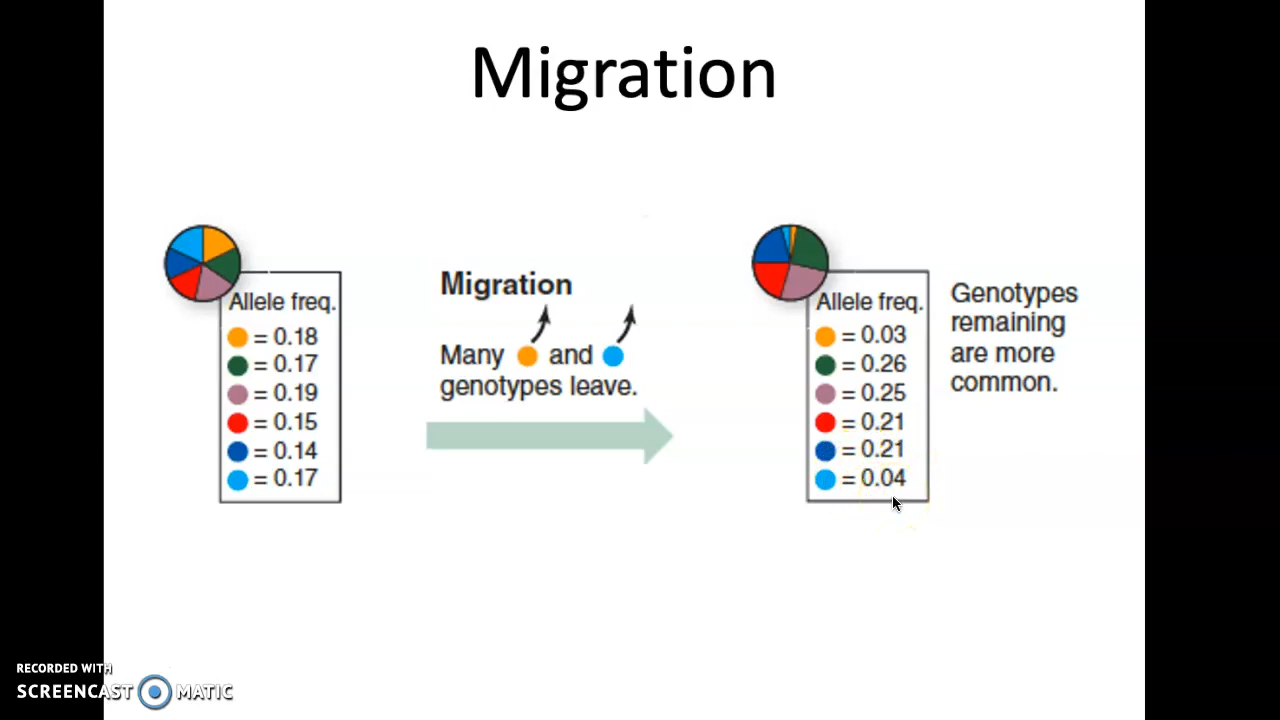 Migration
Allele freq.
= 0.18
= 0.17
= 0.19
= 0.15
= 0.14
= 0.17
Migration
Many and
genotypes leave.
Allele freq.
= 0.03
= 0.26
= 0.25
= 0.21
= 0.21
= 0.04
Genotypes
remaining
are more
common.
RECORDED WITH
SCREENCAST MATIC